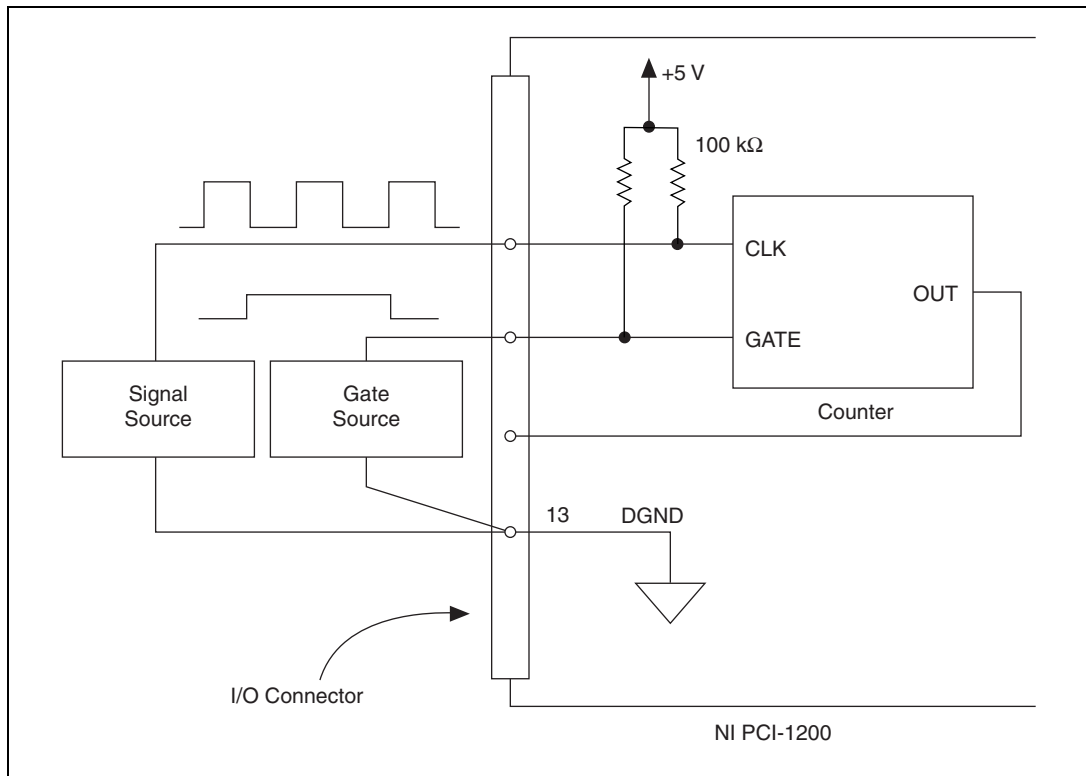 +5 V
100 kΩ
CLK
OUT
GATE
Signal
Source
Gate
Source
Counter
13
DGND
I/O Connector
NI PCI-1200